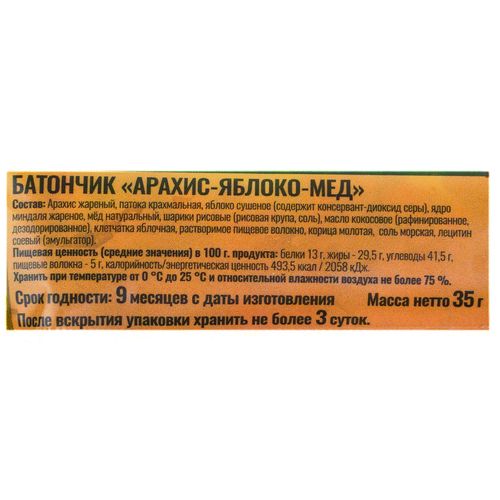 БАТОНЧИК «АРАХИС-ЯБЛОКО-МЕД»
Состав: Арахис жареный, патока крахмальная, яблоко сушеное (содержит консервант-диоксид серы), ядро
миндаля жареное, мёд натуральный, шарики рисовые (рисовая крупа, соль), масло кокосовое (рафинированное,
дезодорированное), клетчатка яблочная, растворимое пищевое волокно, корица молотая, соль морская, лецитин
соевый (эмульгатор).
Пищевая ценность (средние значения) в 100 г. продукта: белки 13 г, жиры - 29,5 г, углеводы 41,5 г,
пищевые волокна - 5 г, калорийность/энергетическая ценность 493,5 ккал / 2058 кДж.
Хранить при температуре от 0 °С до 25 °С и относительной влажности воздуха не более 75 %.
Срок годности: 9 месяцев с даты изготовления Масса нетто 35 г
После вскрытия упаковки хранить не более 3 суток.